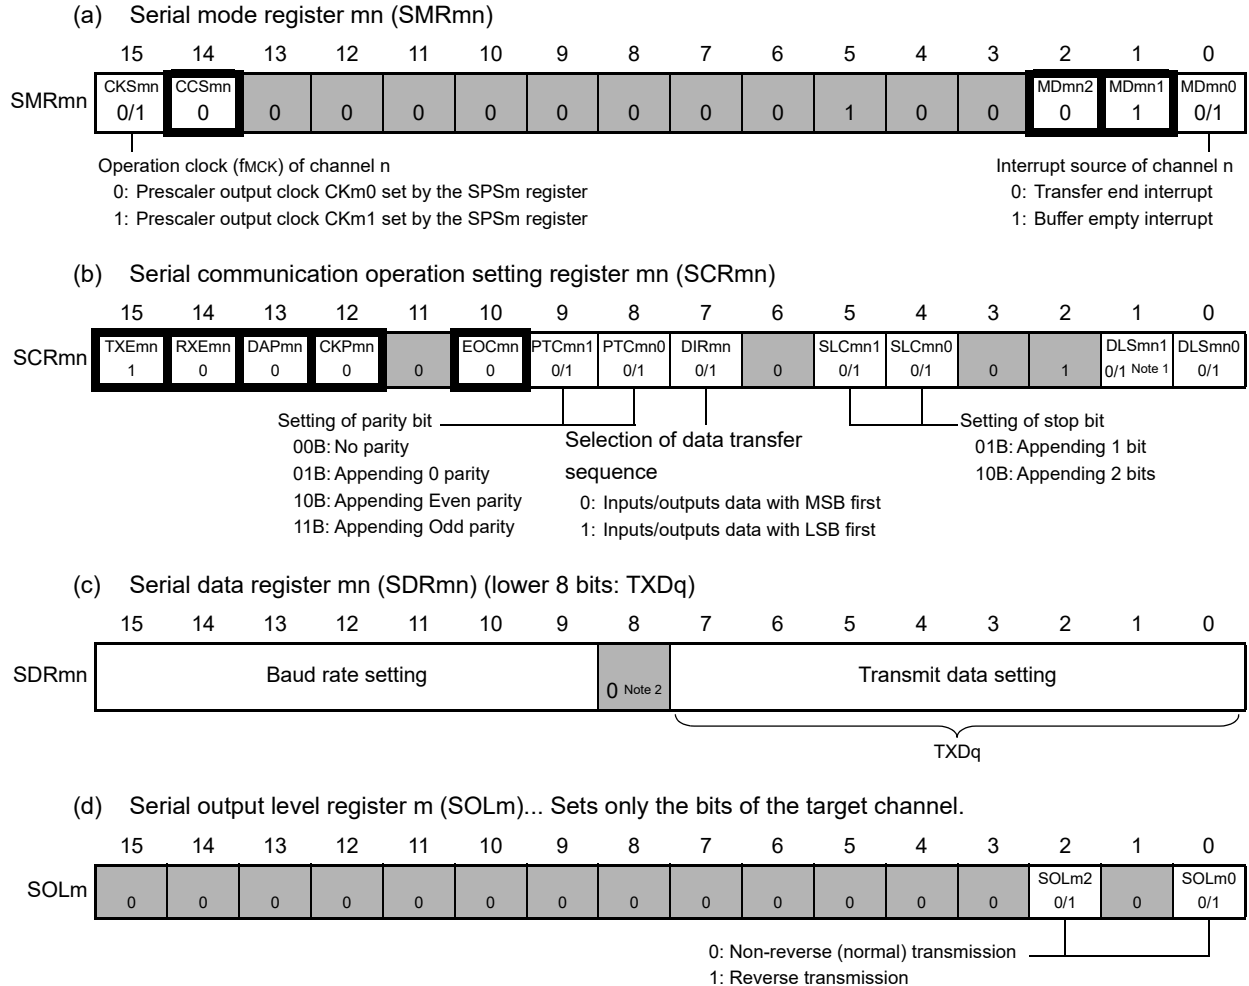 (a) Serial mode register mn (SMRmn)
15 14 13 12 11 10 9 8 7 6 5 4 3 2 1 0
SMRmn
CKSmn CCSmn MDmn2 MDmn1 MDmn0
0/1 0 0 0 0 0 0 0 0 0 1 0 0 0 1 0/1
Operation clock (fMCK) of channel n
0: Prescaler output clock CKm0 set by the SPSm register
1: Prescaler output clock CKm1 set by the SPSm register
Interrupt source of channel n
0: Transfer end interrupt
1: Buffer empty interrupt
(b) Serial communication operation setting register mn (SCRmn)
15 14 13 12 11 10 9 8 7 6 5 4 3 2 1 0
SCRmn
TXEmn RXEmn DAPmn CKPmn EOCmn PTCmn1 PTCmn0 DIRmn SLCmn1 SLCmn0 DLSmn1 DLSmn0
1 0 0 0 0 0 0/1 0/1 0/1 0 0/1 0/1 0 1 0/1 Note 1 0/1
Setting of parity bit
00B: No parity
01B: Appending 0 parity
10B: Appending Even parity
11B: Appending Odd parity
Selection of data transfer
sequence
0: Inputs/outputs data with MSB first
1: Inputs/outputs data with LSB first
Setting of stop bit
01B: Appending 1 bit
10B: Appending 2 bits
(c) Serial data register mn (SDRmn) (lower 8 bits: TXDq)
15 14 13 12 11 10 9 8 7 6 5 4 3 2 1 0
SDRmn
Baud rate setting
0 Note 2
Transmit data setting
TXDq
(d) Serial output level register m (SOLm)... Sets only the bits of the target channel.
15 14 13 12 11 10 9 8 7 6 5 4 3 2 1 0
SOLm
SOLm2 SOLm0
0 0 0 0 0 0 0 0 0 0 0 0 0 0/1 0 0/1
0: Non-reverse (normal) transmission
1: Reverse transmission